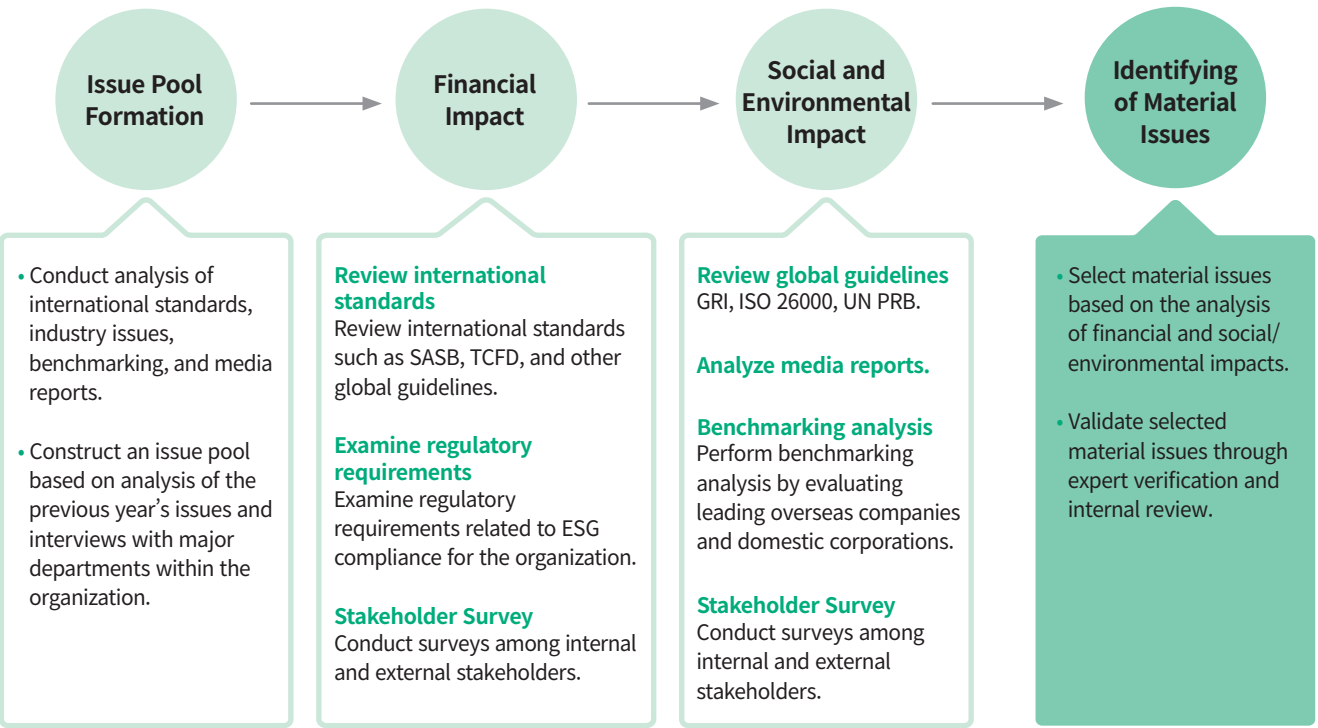 Issue Pool
Formation
Financial
Impact
Social and
Environmental
Impact
Identifying
of Material
Issues
• Conduct analysis of
international standards,
industry issues,
benchmarking, and media
reports.
• Construct an issue pool
based on analysis of the
previous year’s issues and
interviews with major
departments within the
organization.
Review international
standards
Review international standards
such as SASB, TCFD, and other
global guidelines.
Examine regulatory
requirements
Examine regulatory
requirements related to ESG
compliance for the organization.
Stakeholder Survey
Conduct surveys among internal
and external stakeholders.
Review global guidelines
GRI, ISO 26000, UN PRB.
Analyze media reports.
Benchmarking analysis
Perform benchmarking
analysis by evaluating
leading overseas companies
and domestic corporations.
Stakeholder Survey
Conduct surveys among
internal and external
stakeholders.
• Select material issues
based on the analysis
of financial and social/
environmental impacts.
• Validate selected
material issues through
expert verification and
internal review.